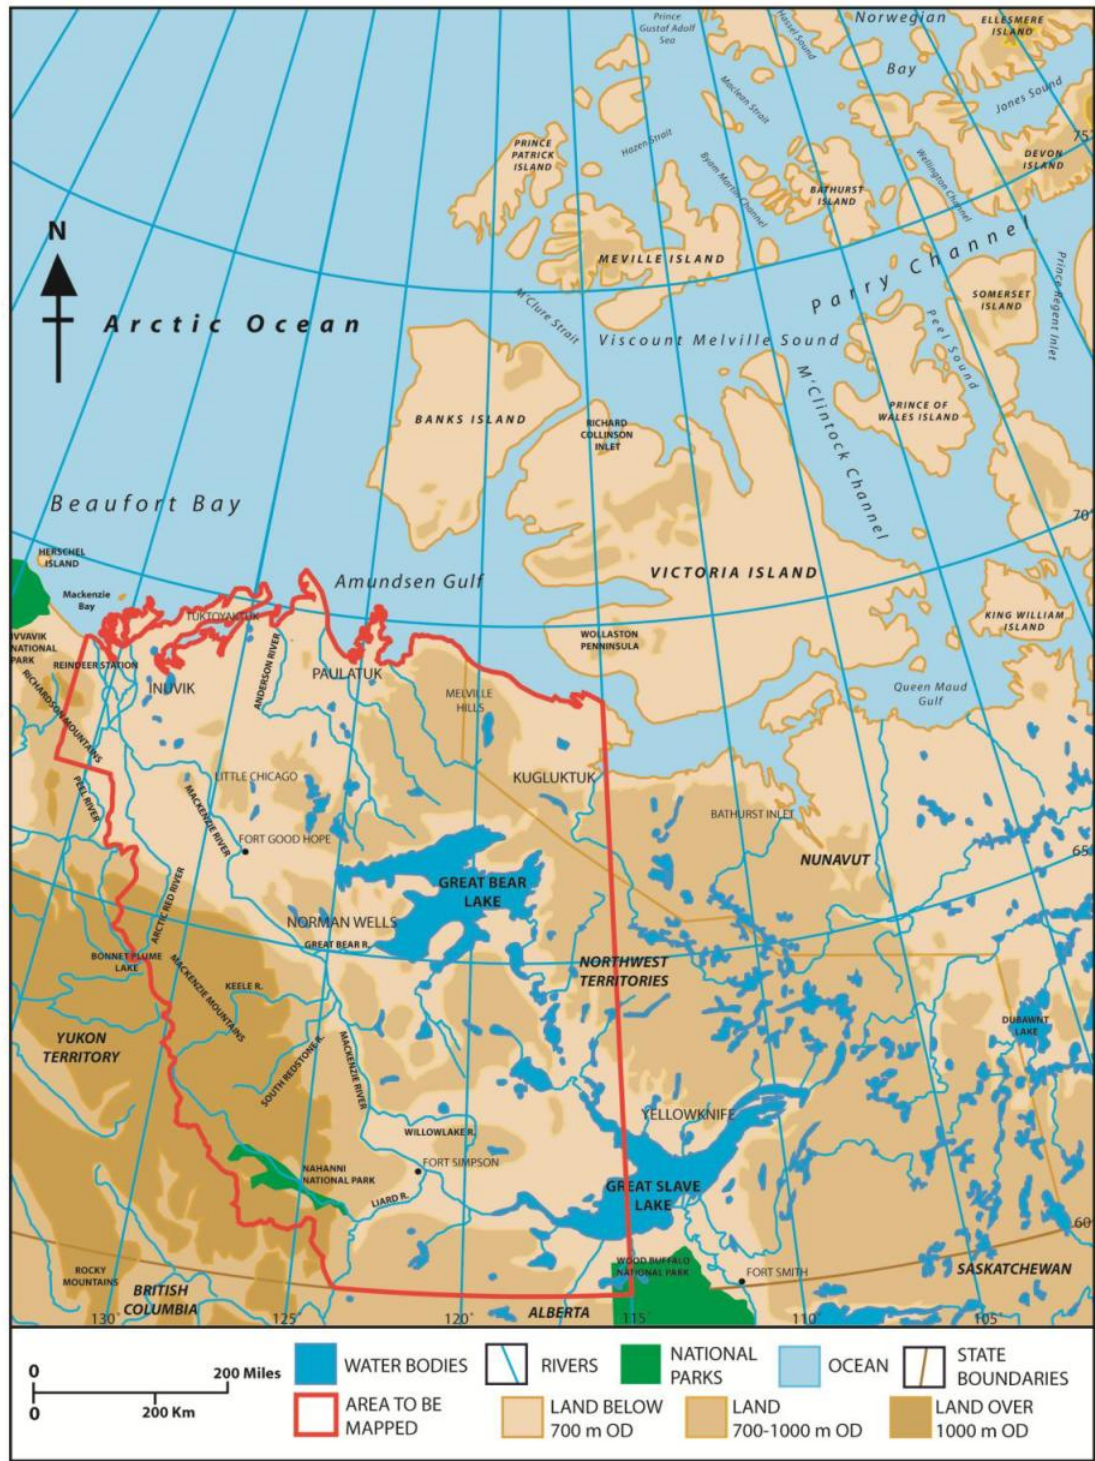 Prince
Gustaf Adolf
Sea
Hassel Sound
Norwegian
Bay
ELLESMERE
ISLAND
Jones Sound
75°
Maclean Strait
Hazen Strait
PRINCE
PATRICK
ISLAND
Byam Martin Channel
BATHURST
ISLAND
Wellington Channel
DEVON
ISLAND
N
MEVILLE ISLAND
Parry Channel
Prince Regent Inlet
SOMERSET
ISLAND
Arctic Ocean
M'Clure Strait
Viscount Melville Sound
Peel Sound
M'Clintock Channel
PRINCE OF
WALES ISLAND
BANKS ISLAND
RICHARD
COLLINSON
INLET
Beaufort Bay
70°
HERSCHEL
ISLAND
Amundsen Gulf
VICTORIA ISLAND
Mackenzie
Bay
TUKTOYAKTUK
KING WILLIAM
ISLAND
IVVAVIK
NATIONAL
PARK
WOLLASTON
PENNINSULA
REINDEER STATION
RICHARDSON MOUNTAINS
INUVIK
ANDERSON RIVER
PAULATUK
MELVILLE
HILLS
Queen Maud
Gulf
LITTLE CHICAGO
KUGLUKTUK
PEEL RIVER
MACKENZIE RIVER
BATHURST INLET
FORT GOOD HOPE
NUNAVUT
65°
GREAT BEAR
LAKE
ARCTIC RED RIVER
NORMAN WELLS
GREAT BEAR R.
BONNET PLUME
LAKE
MACKENZIE MOUNTAINS
NORTHWEST
TERRITORIES
KEELE R.
DUBAWNT
LAKE
YUKON
TERRITORY
SOUTH REDSTONE R.
MACKENZIE RIVER
YELLOWKNIFE
WILLOWLAKE R.
FORT SIMPSON
NAHANNI
NATIONAL PARK
LIARD R.
GREAT SLAVE
LAKE
60°
WOOD BUFFALO
NATIONAL PARK
FORT SMITH
SASKATCHEWAN
ROCKY
MOUNTAINS
BRITISH
COLUMBIA
ALBERTA
130°
125°
120°
115°
110°
105°
0
200 Miles
0
200 Km
WATER BODIES
RIVERS
NATIONAL
PARKS
OCEAN
STATE
BOUNDARIES
AREA TO BE
MAPPED
LAND BELOW
700 m OD
LAND
700-1000 m OD
LAND OVER
1000 m OD